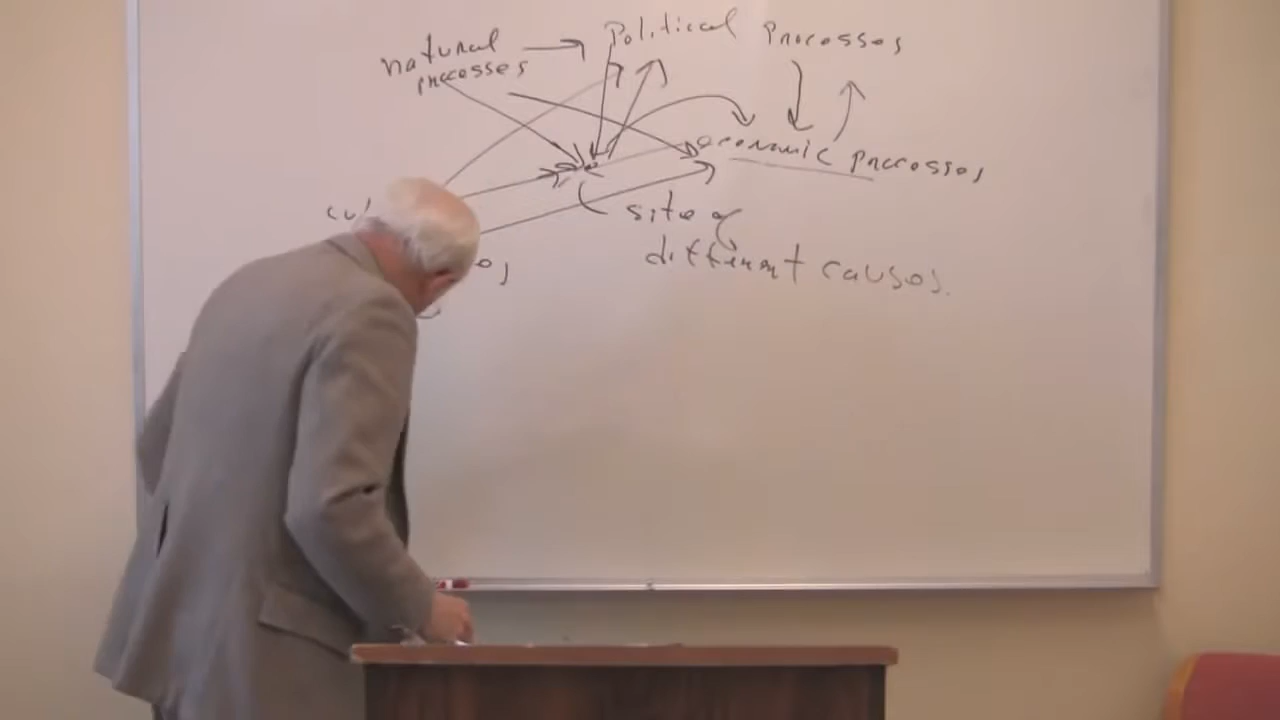 Political Processes
natural
processes
economic processes
site of
different causes.